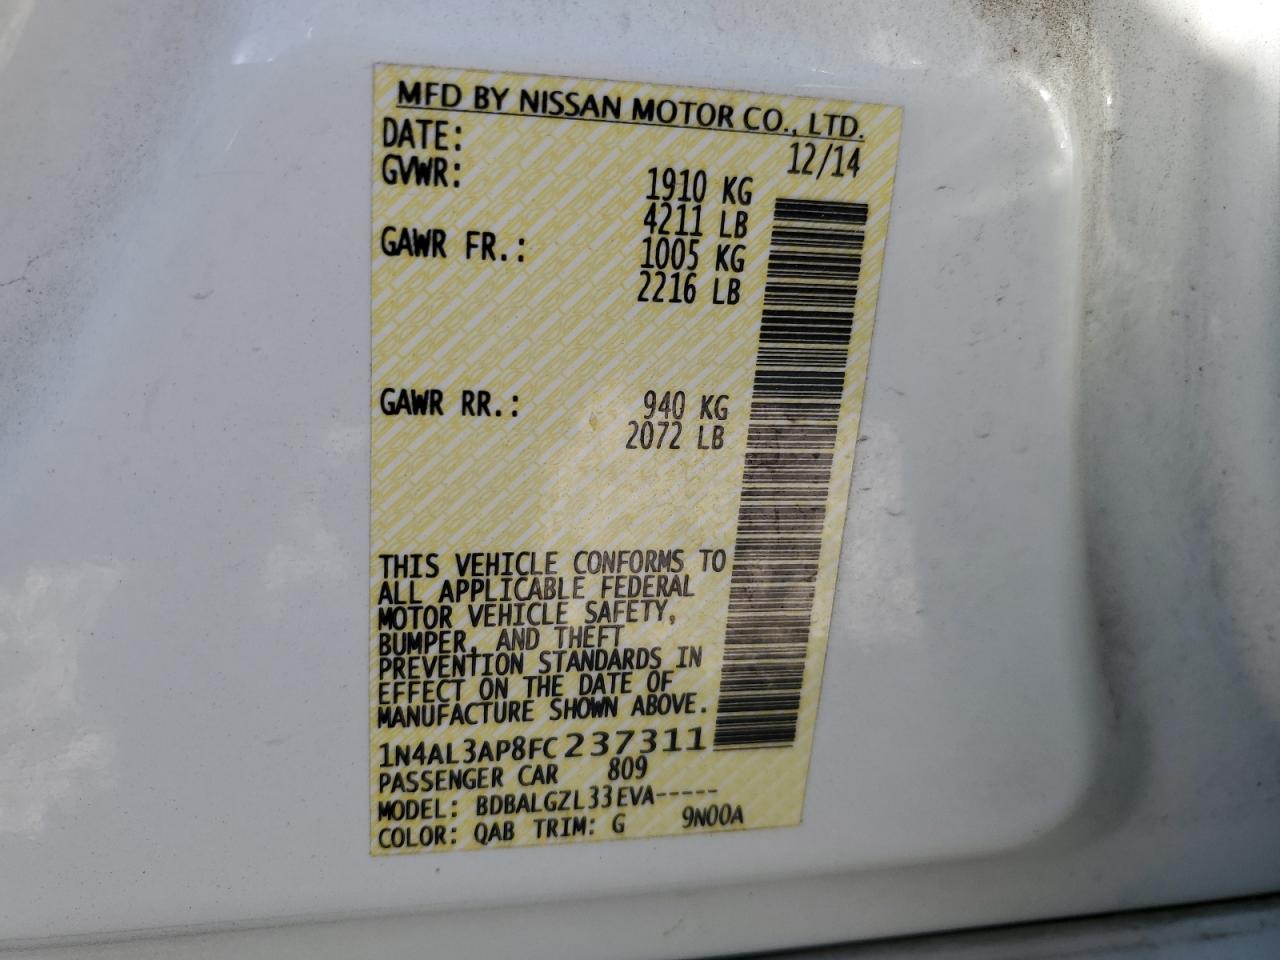 MFD BY NISSAN MOTOR CO., LTD.
DATE: 12/14
GVWR: 1910 KG
4211 LB
GAWR FR.: 1005 KG
2216 LB
GAWR RR.: 940 KG
2072 LB
THIS VEHICLE CONFORMS TO
ALL APPLICABLE FEDERAL
MOTOR VEHICLE SAFETY,
BUMPER, AND THEFT
PREVENTION STANDARDS IN
EFFECT ON THE DATE OF
MANUFACTURE SHOWN ABOVE.
1N4AL3AP8FC237311
PASSENGER CAR 809
MODEL: BDBALGZL33EVA-----
COLOR: QAB TRIM: G 9N00A